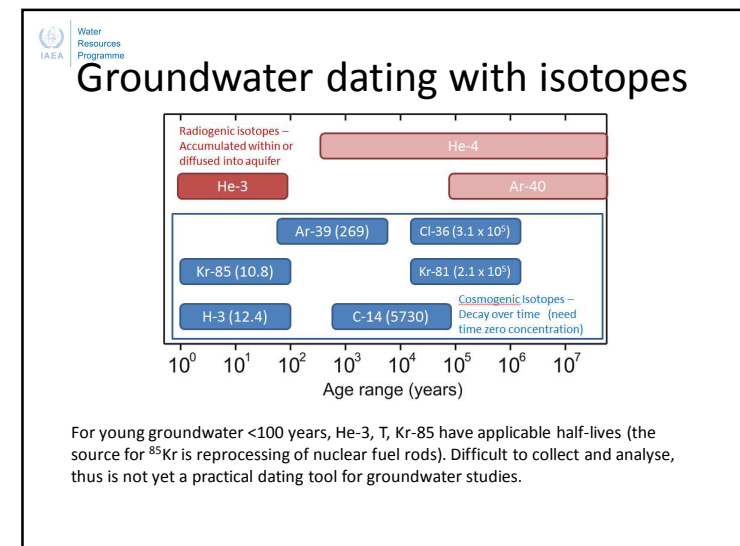 Water
Resources
Programme
IAEA
Groundwater dating with isotopes
Radiogenic isotopes –
Accumulated within or
diffused into aquifer
He-4
He-3
Ar-40
Ar-39 (269)
Cl-36 (3.1 x 10⁵)
Kr-85 (10.8)
Kr-81 (2.1 x 10⁵)
Cosmogenic Isotopes –
Decay over time (need
time zero concentration)
H-3 (12.4)
C-14 (5730)
10⁰ 10¹ 10² 10³ 10⁴ 10⁵ 10⁶ 10⁷
Age range (years)
For young groundwater <100 years, He-3, T, Kr-85 have applicable half-lives (the
source for ⁸⁵Kr is reprocessing of nuclear fuel rods). Difficult to collect and analyse,
thus is not yet a practical dating tool for groundwater studies.